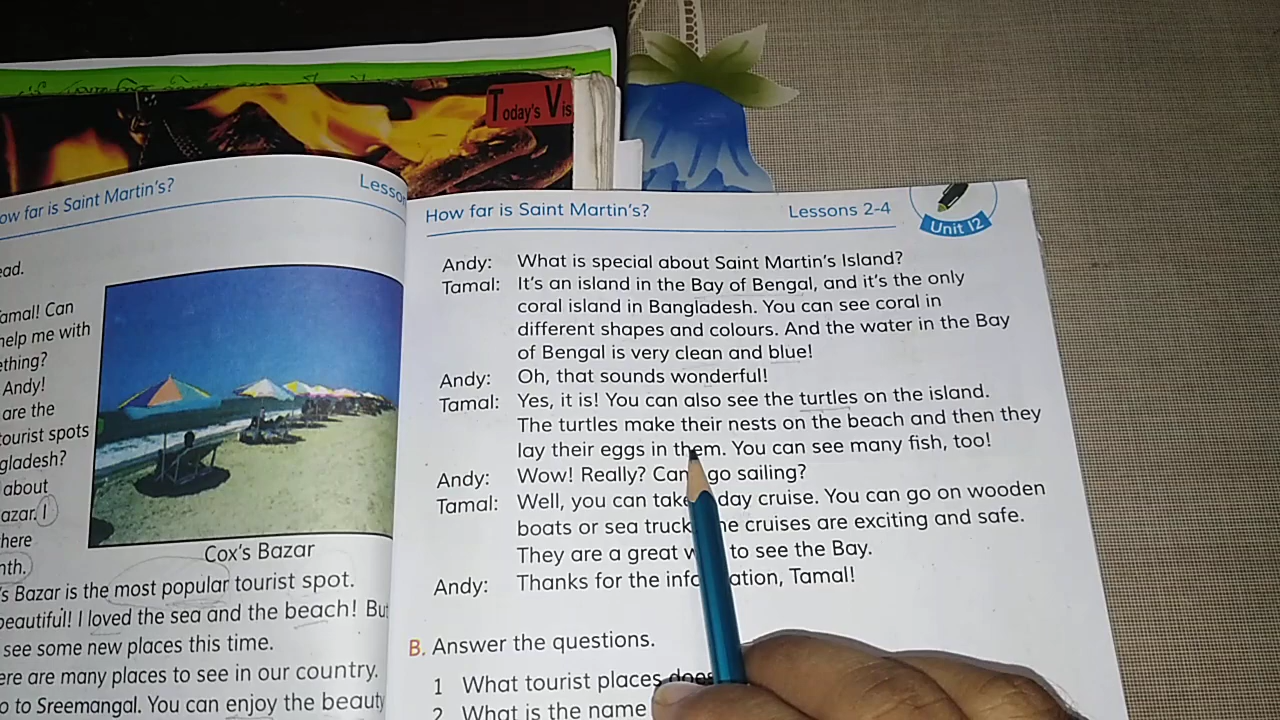 Today's Vis
ow far is Saint Martin's?
Lesso
ead.
amal! Can
help me with
ething?
Andy!
are the
tourist spots
gladesh?
about
azar. I
here
nth.
Cox's Bazar
's Bazar is the most popular tourist spot.
beautiful! I loved the sea and the beach! But
see some new places this time.
ere are many places to see in our country.
o to Sreemangal. You can enjoy the beauty
How far is Saint Martin's?
Lessons 2-4
Unit 12
Andy: What is special about Saint Martin's Island?
Tamal: It's an island in the Bay of Bengal, and it's the only
coral island in Bangladesh. You can see coral in
different shapes and colours. And the water in the Bay
of Bengal is very clean and blue!
Andy: Oh, that sounds wonderful!
Tamal: Yes, it is! You can also see the turtles on the island.
The turtles make their nests on the beach and then they
lay their eggs in them. You can see many fish, too!
Andy: Wow! Really? Can go sailing?
Tamal: Well, you can take day cruise. You can go on wooden
boats or sea truck he cruises are exciting and safe.
They are a great w to see the Bay.
Andy: Thanks for the info ation, Tamal!
B. Answer the questions.
1 What tourist places does
2 What is the name